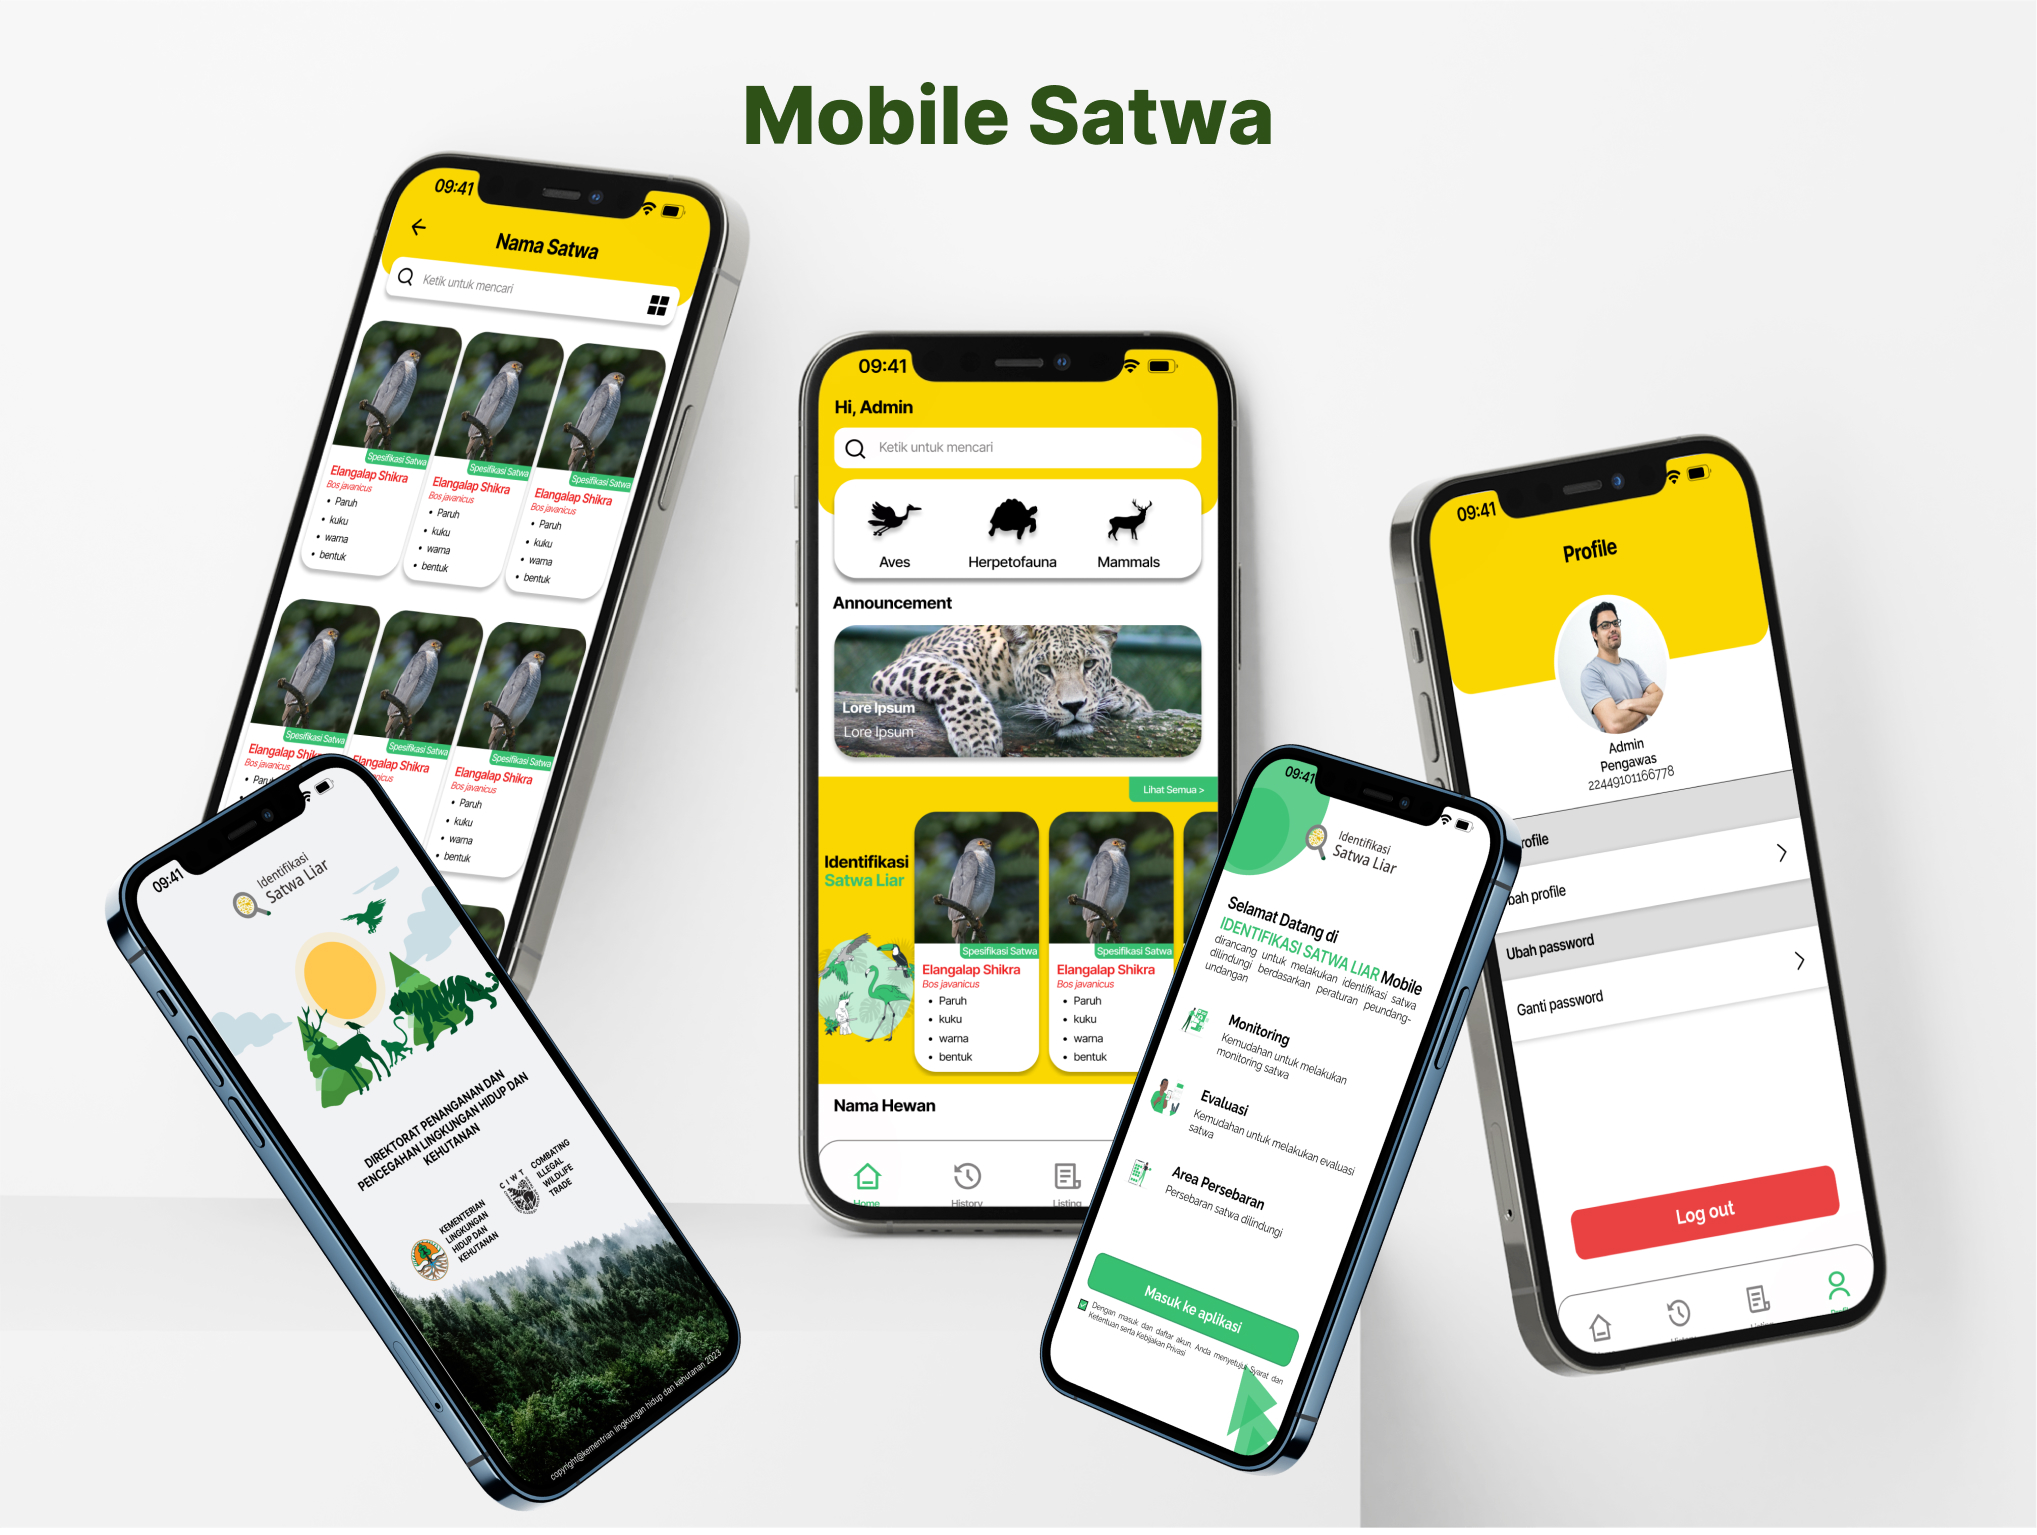 Mobile Satwa
09:41
Nama Satwa
Ketik untuk mencari
Spesifikasi Satwa
Elangalap Shikra
Bos javanicus
• Paruh
• kuku
• warna
• bentuk
Spesifikasi Satwa
Elangalap Shikra
Bos javanicus
• Paruh
• kuku
• warna
• bentuk
Spesifikasi Satwa
Elangalap Shikra
Bos javanicus
• Paruh
• kuku
• warna
• bentuk
Spesifikasi Satwa
Elangalap Shikra
Bos javanicus
Spesifikasi Satwa
Elangalap Shikra
Spesifikasi Satwa
Elangalap Shikra
Bos javanicus
• Paruh
• kuku
• warna
• bentuk
09:41
Identifikasi
Satwa Liar
DIREKTORAT PENANGANAN DAN
PENCEGAHAN LINGKUNGAN HIDUP DAN
KEHUTANAN
KEMENTERIAN
LINGKUNGAN
HIDUP DAN
KEHUTANAN
CIWT
COMBATING
ILLEGAL
WILDLIFE
TRADE
copyright@kementrian lingkungan hidup dan kehutanan 2023
09:41
Hi, Admin
Ketik untuk mencari
Aves
Herpetofauna
Mammals
Announcement
Lore Ipsum
Lore Ipsum
Lihat Semua >
Identifikasi
Satwa Liar
Spesifikasi Satwa
Elangalap Shikra
Bos javanicus
• Paruh
• kuku
• warna
• bentuk
Spesifikasi Satwa
Elangalap Shikra
Bos javanicus
• Paruh
• kuku
• warna
• bentuk
Nama Hewan
Home
History
Listing
09:41
Identifikasi
Satwa Liar
Selamat Datang di
IDENTIFIKASI SATWA LIAR Mobile
dirancang untuk melakukan identifikasi satwa
dilindungi berdasarkan peraturan peundang-
undangan
Monitoring
Kemudahan untuk melakukan
monitoring satwa
Evaluasi
Kemudahan untuk melakukan evaluasi
satwa
Area Persebaran
Persebaran satwa dilindungi
Masuk ke aplikasi
Dengan masuk dan daftar akun, Anda menyetujui Syarat dan
Ketentuan serta Kebijakan Privasi
09:41
Profile
Admin
Pengawas
22449101166778
rofile
bah profile
Ubah password
Ganti password
Log out